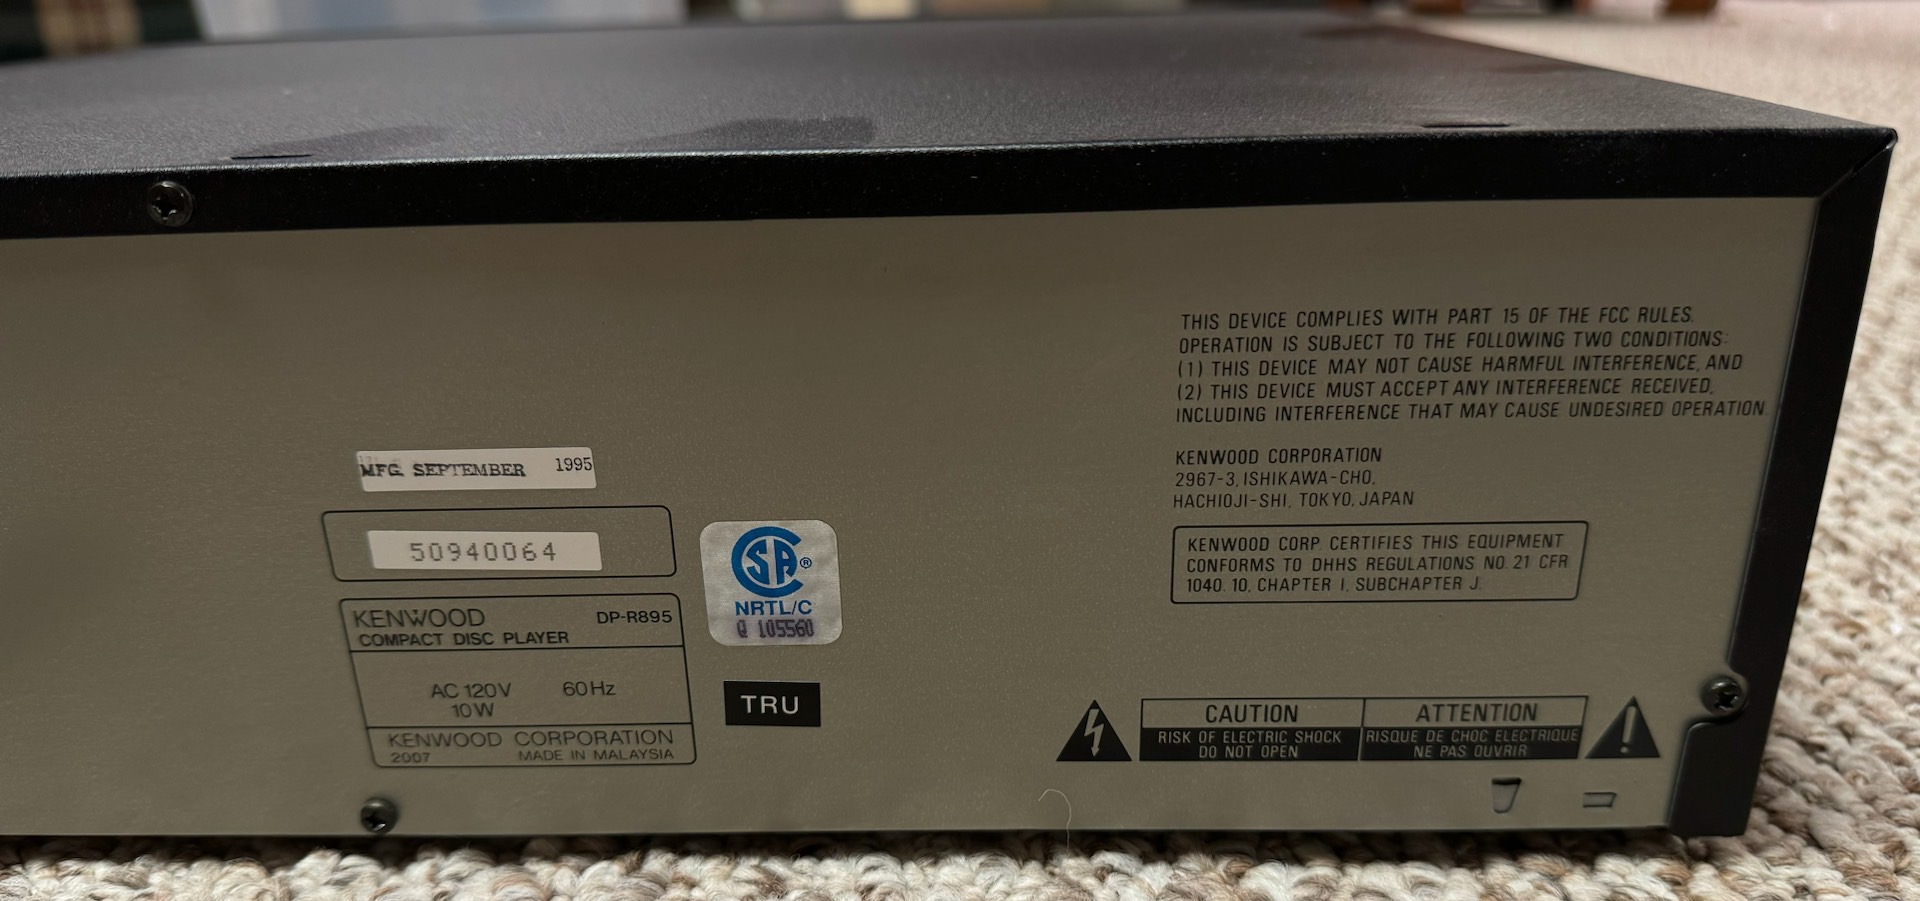 MFG. SEPTEMBER 1995
50940064
KENWOOD DP-R895
COMPACT DISC PLAYER
AC 120V 60Hz
10W
KENWOOD CORPORATION
2007 MADE IN MALAYSIA
CSA®
NRTL/C
Q 105560
TRU
THIS DEVICE COMPLIES WITH PART 15 OF THE FCC RULES.
OPERATION IS SUBJECT TO THE FOLLOWING TWO CONDITIONS:
(1) THIS DEVICE MAY NOT CAUSE HARMFUL INTERFERENCE, AND
(2) THIS DEVICE MUST ACCEPT ANY INTERFERENCE RECEIVED,
INCLUDING INTERFERENCE THAT MAY CAUSE UNDESIRED OPERATION.
KENWOOD CORPORATION
2967-3, ISHIKAWA-CHO,
HACHIOJI-SHI, TOKYO, JAPAN
KENWOOD CORP. CERTIFIES THIS EQUIPMENT
CONFORMS TO DHHS REGULATIONS NO. 21 CFR
1040. 10, CHAPTER I, SUBCHAPTER J.
CAUTION
RISK OF ELECTRIC SHOCK
DO NOT OPEN
ATTENTION
RISQUE DE CHOC ELECTRIQUE
NE PAS OUVRIR